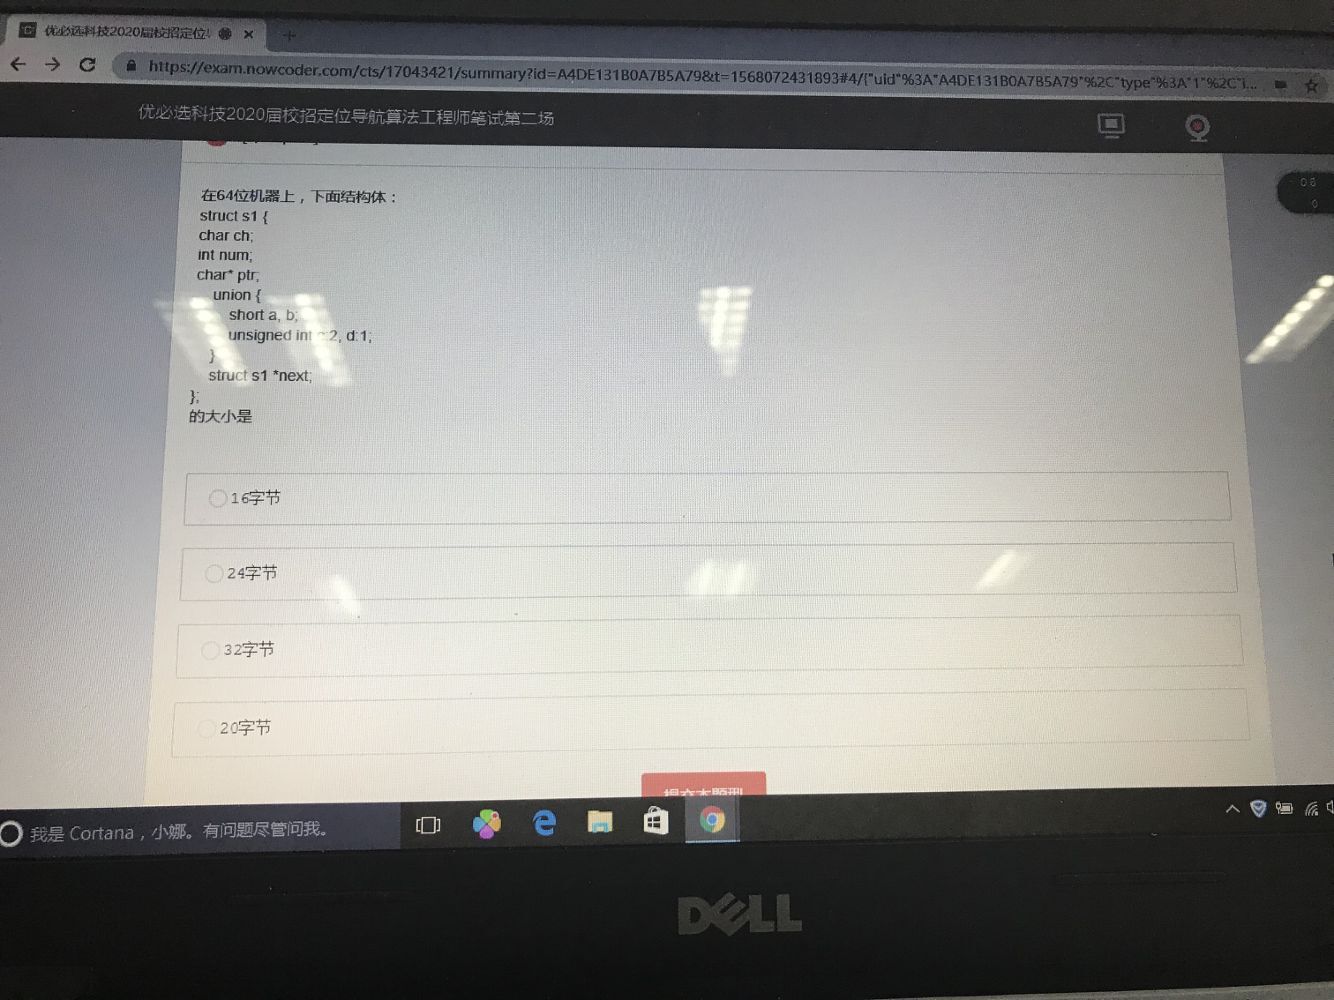 优必选科技2020届校招定位
https://exam.nowcoder.com/cts/17043421/summary?id=A4DE131B0A7B5A79&t=1568072431893#4/{"uid"%3A"A4DE131B0A7B5A79"%2C"type"%3A"1"%2C"i...
优必选科技2020届校招定位导航算法工程师笔试第二场
在64位机器上，下面结构体：
struct s1 {
char ch;
int num;
char* ptr;
union {
short a, b;
unsigned int c:2, d:1;
}
struct s1 *next;
};
的大小是
16字节
24字节
32字节
20字节
我是 Cortana，小娜。有问题尽管问我。
DELL